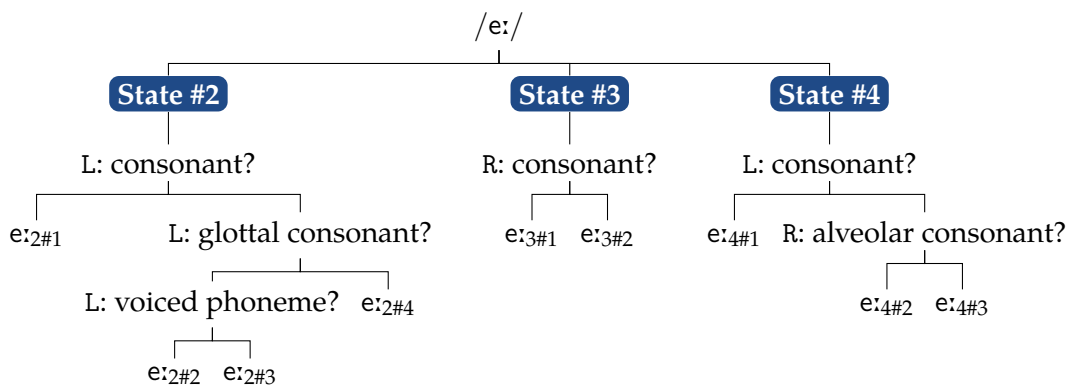 /eː/
State #2 State #3 State #4
L: consonant? R: consonant? L: consonant?
eː2#1 L: glottal consonant? eː3#1 eː3#2 eː4#1 R: alveolar consonant?
L: voiced phoneme? eː2#4 eː4#2 eː4#3
eː2#2 eː2#3